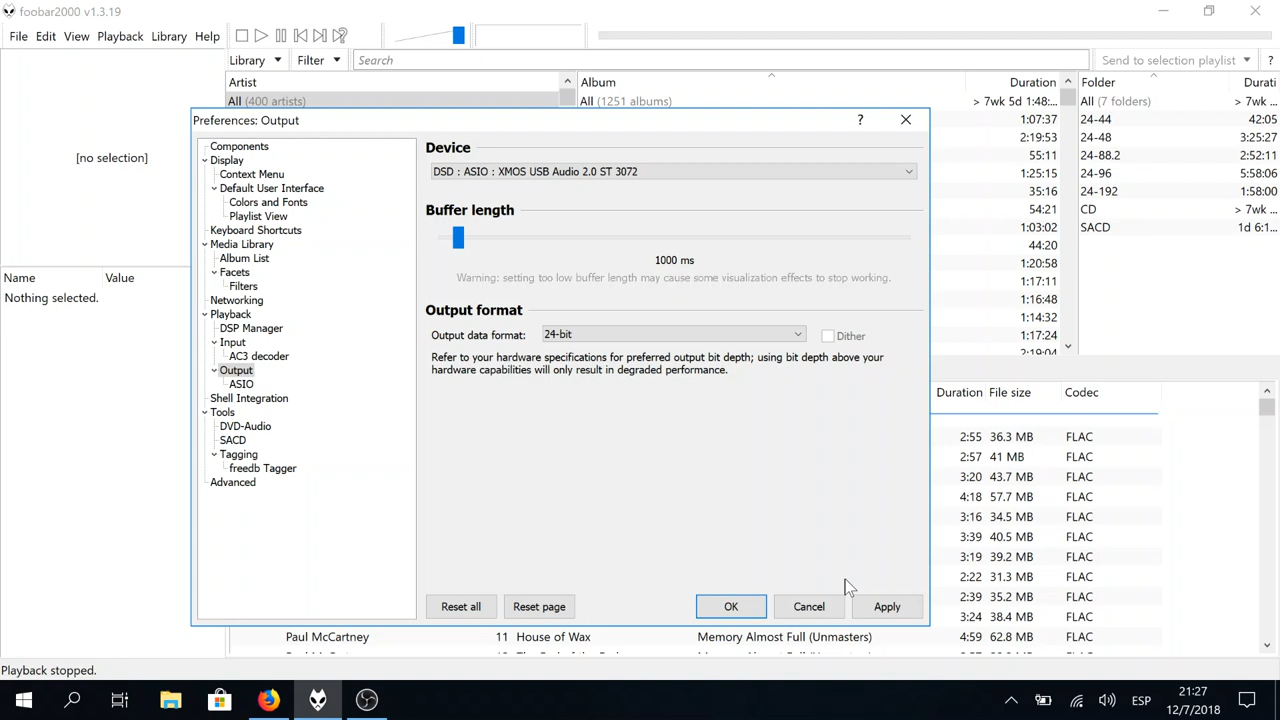 foobar2000 v1.3.19
File Edit View Playback Library Help
Library Filter Search Send to selection playlist ?
Artist Album Duration Folder Durati
All (400 artists) All (1251 albums) > 7wk 5d 1:48:... All (7 folders) > 7wk ...
1:07:37 24-44 42:05
2:19:53 24-48 3:25:27
55:11 24-88.2 2:52:11
1:25:15 24-96 5:58:06
35:16 24-192 1:58:00
54:21 CD > 7wk ...
1:03:02 SACD 1d 6:1...
44:20
1:20:58
1:17:11
1:16:48
1:14:32
1:17:24
2:19:04
[no selection]
Name Value
Nothing selected.
Preferences: Output
?
Components
Display
Context Menu
Default User Interface
Colors and Fonts
Playlist View
Keyboard Shortcuts
Media Library
Album List
Facets
Filters
Networking
Playback
DSP Manager
Input
AC3 decoder
Output
ASIO
Shell Integration
Tools
DVD-Audio
SACD
Tagging
freedb Tagger
Advanced
Device
DSD : ASIO : XMOS USB Audio 2.0 ST 3072
Buffer length
1000 ms
Warning: setting too low buffer length may cause some visualization effects to stop working.
Output format
Output data format: 24-bit Dither
Refer to your hardware specifications for preferred output bit depth; using bit depth above your
hardware capabilities will only result in degraded performance.
Reset all Reset page OK Cancel Apply
Duration File size Codec
2:55 36.3 MB FLAC
2:57 41 MB FLAC
3:20 43.7 MB FLAC
4:18 57.7 MB FLAC
3:16 34.5 MB FLAC
3:39 40.5 MB FLAC
3:19 39.2 MB FLAC
2:22 31.3 MB FLAC
2:39 35.2 MB FLAC
3:24 38.4 MB FLAC
Paul McCartney 11 House of Wax Memory Almost Full (Unmasters) 4:59 62.8 MB FLAC
Playback stopped.
ESP
21:27
12/7/2018